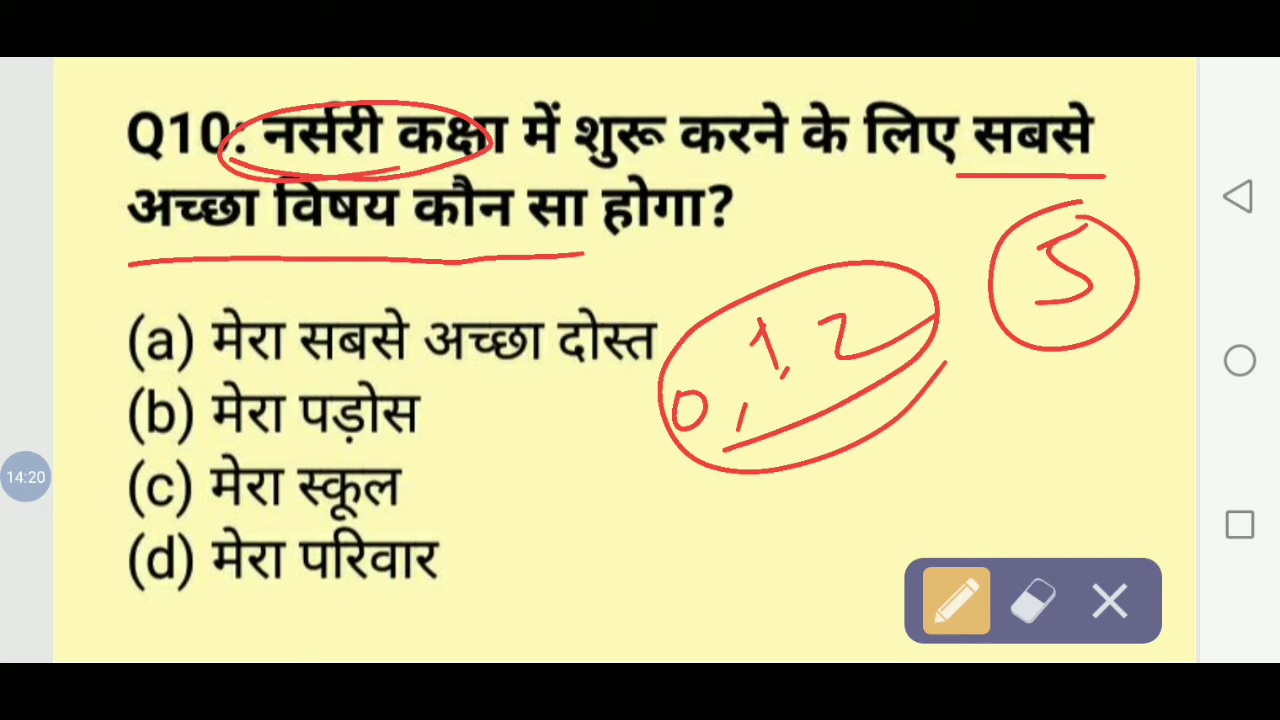 Q10: नर्सरी कक्षा में शुरू करने के लिए सबसे
अच्छा विषय कौन सा होगा?
5
(a) मेरा सबसे अच्छा दोस्त
0, 1, 2
(b) मेरा पड़ोस
(c) मेरा स्कूल
14:20
(d) मेरा परिवार